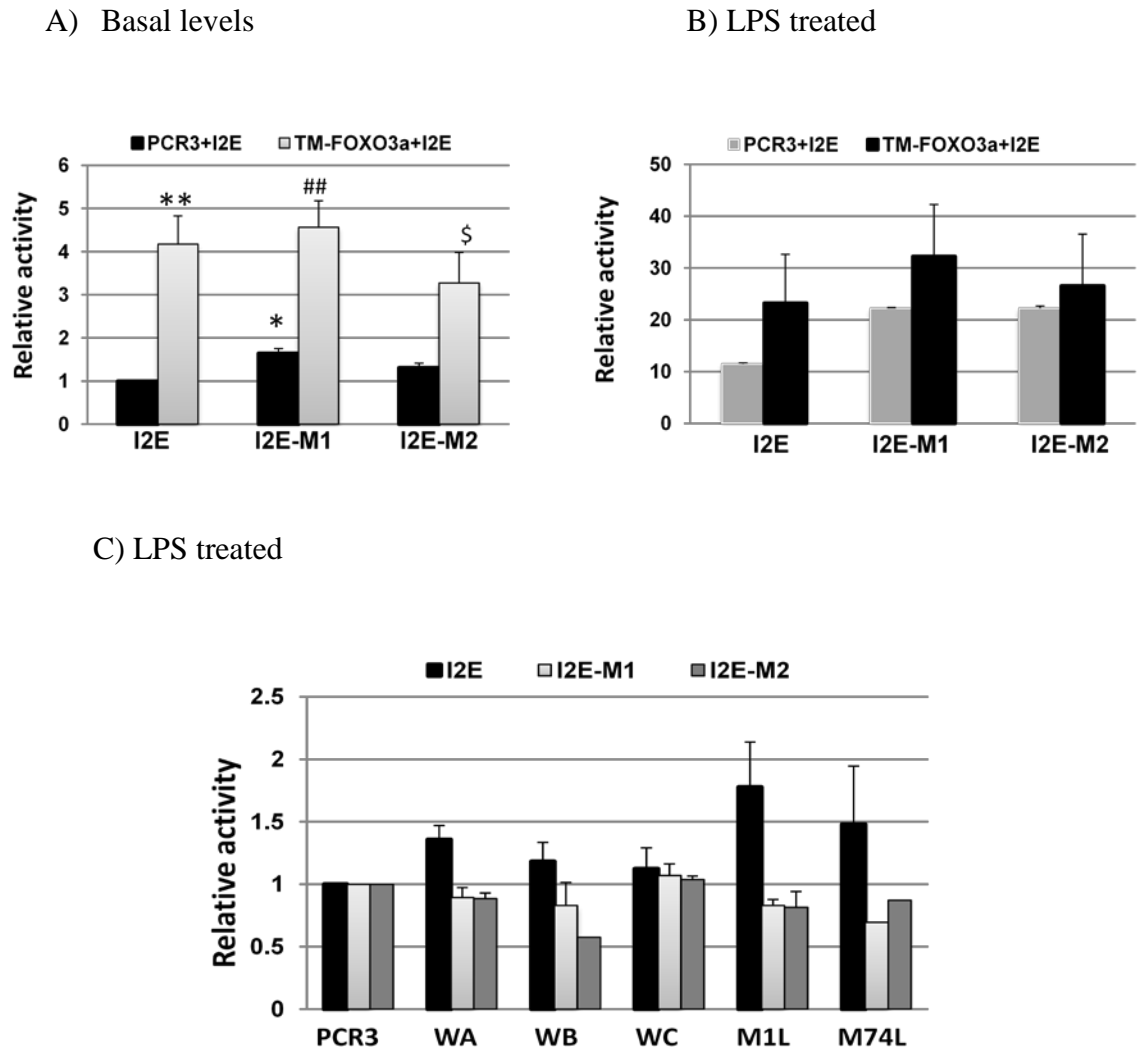 A) Basal levels
B) LPS treated
PCR3+I2E TM-FOXO3a+I2E
Relative activity
6
5
4
3
2
1
0
**
##
$
*
I2E I2E-M1 I2E-M2
PCR3+I2E TM-FOXO3a+I2E
Relative activity
50
40
30
20
10
0
I2E I2E-M1 I2E-M2
C) LPS treated
I2E I2E-M1 I2E-M2
Relative activity
2.5
2
1.5
1
0.5
0
PCR3 WA WB WC M1L M74L